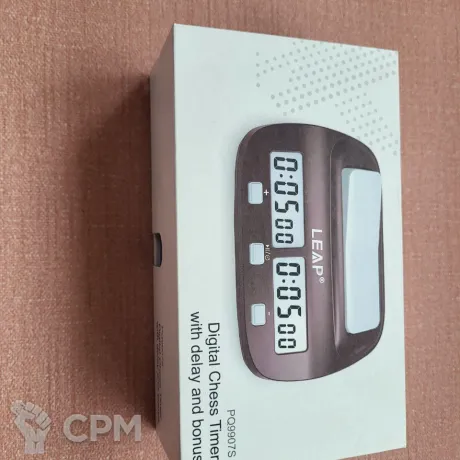 0:05 00
0:05 00
+
-
LEAP®
PQ9907S
Digital Chess Timer
with delay and bonus
CPM